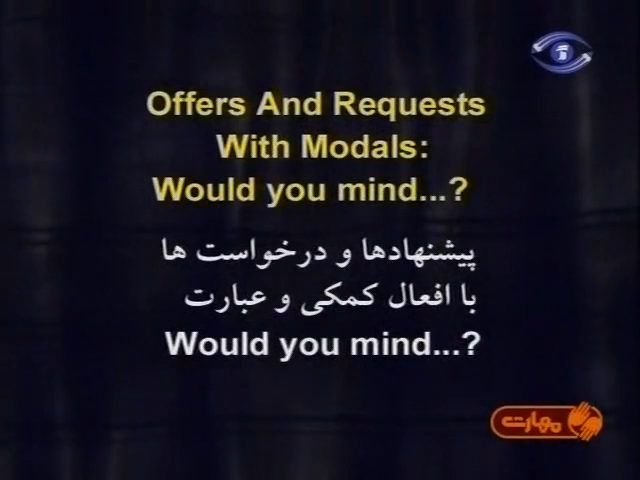 Offers And Requests
With Modals:
Would you mind...?
پیشنهادها و درخواست ها
با افعال کمکی و عبارت
Would you mind...?
مهارت